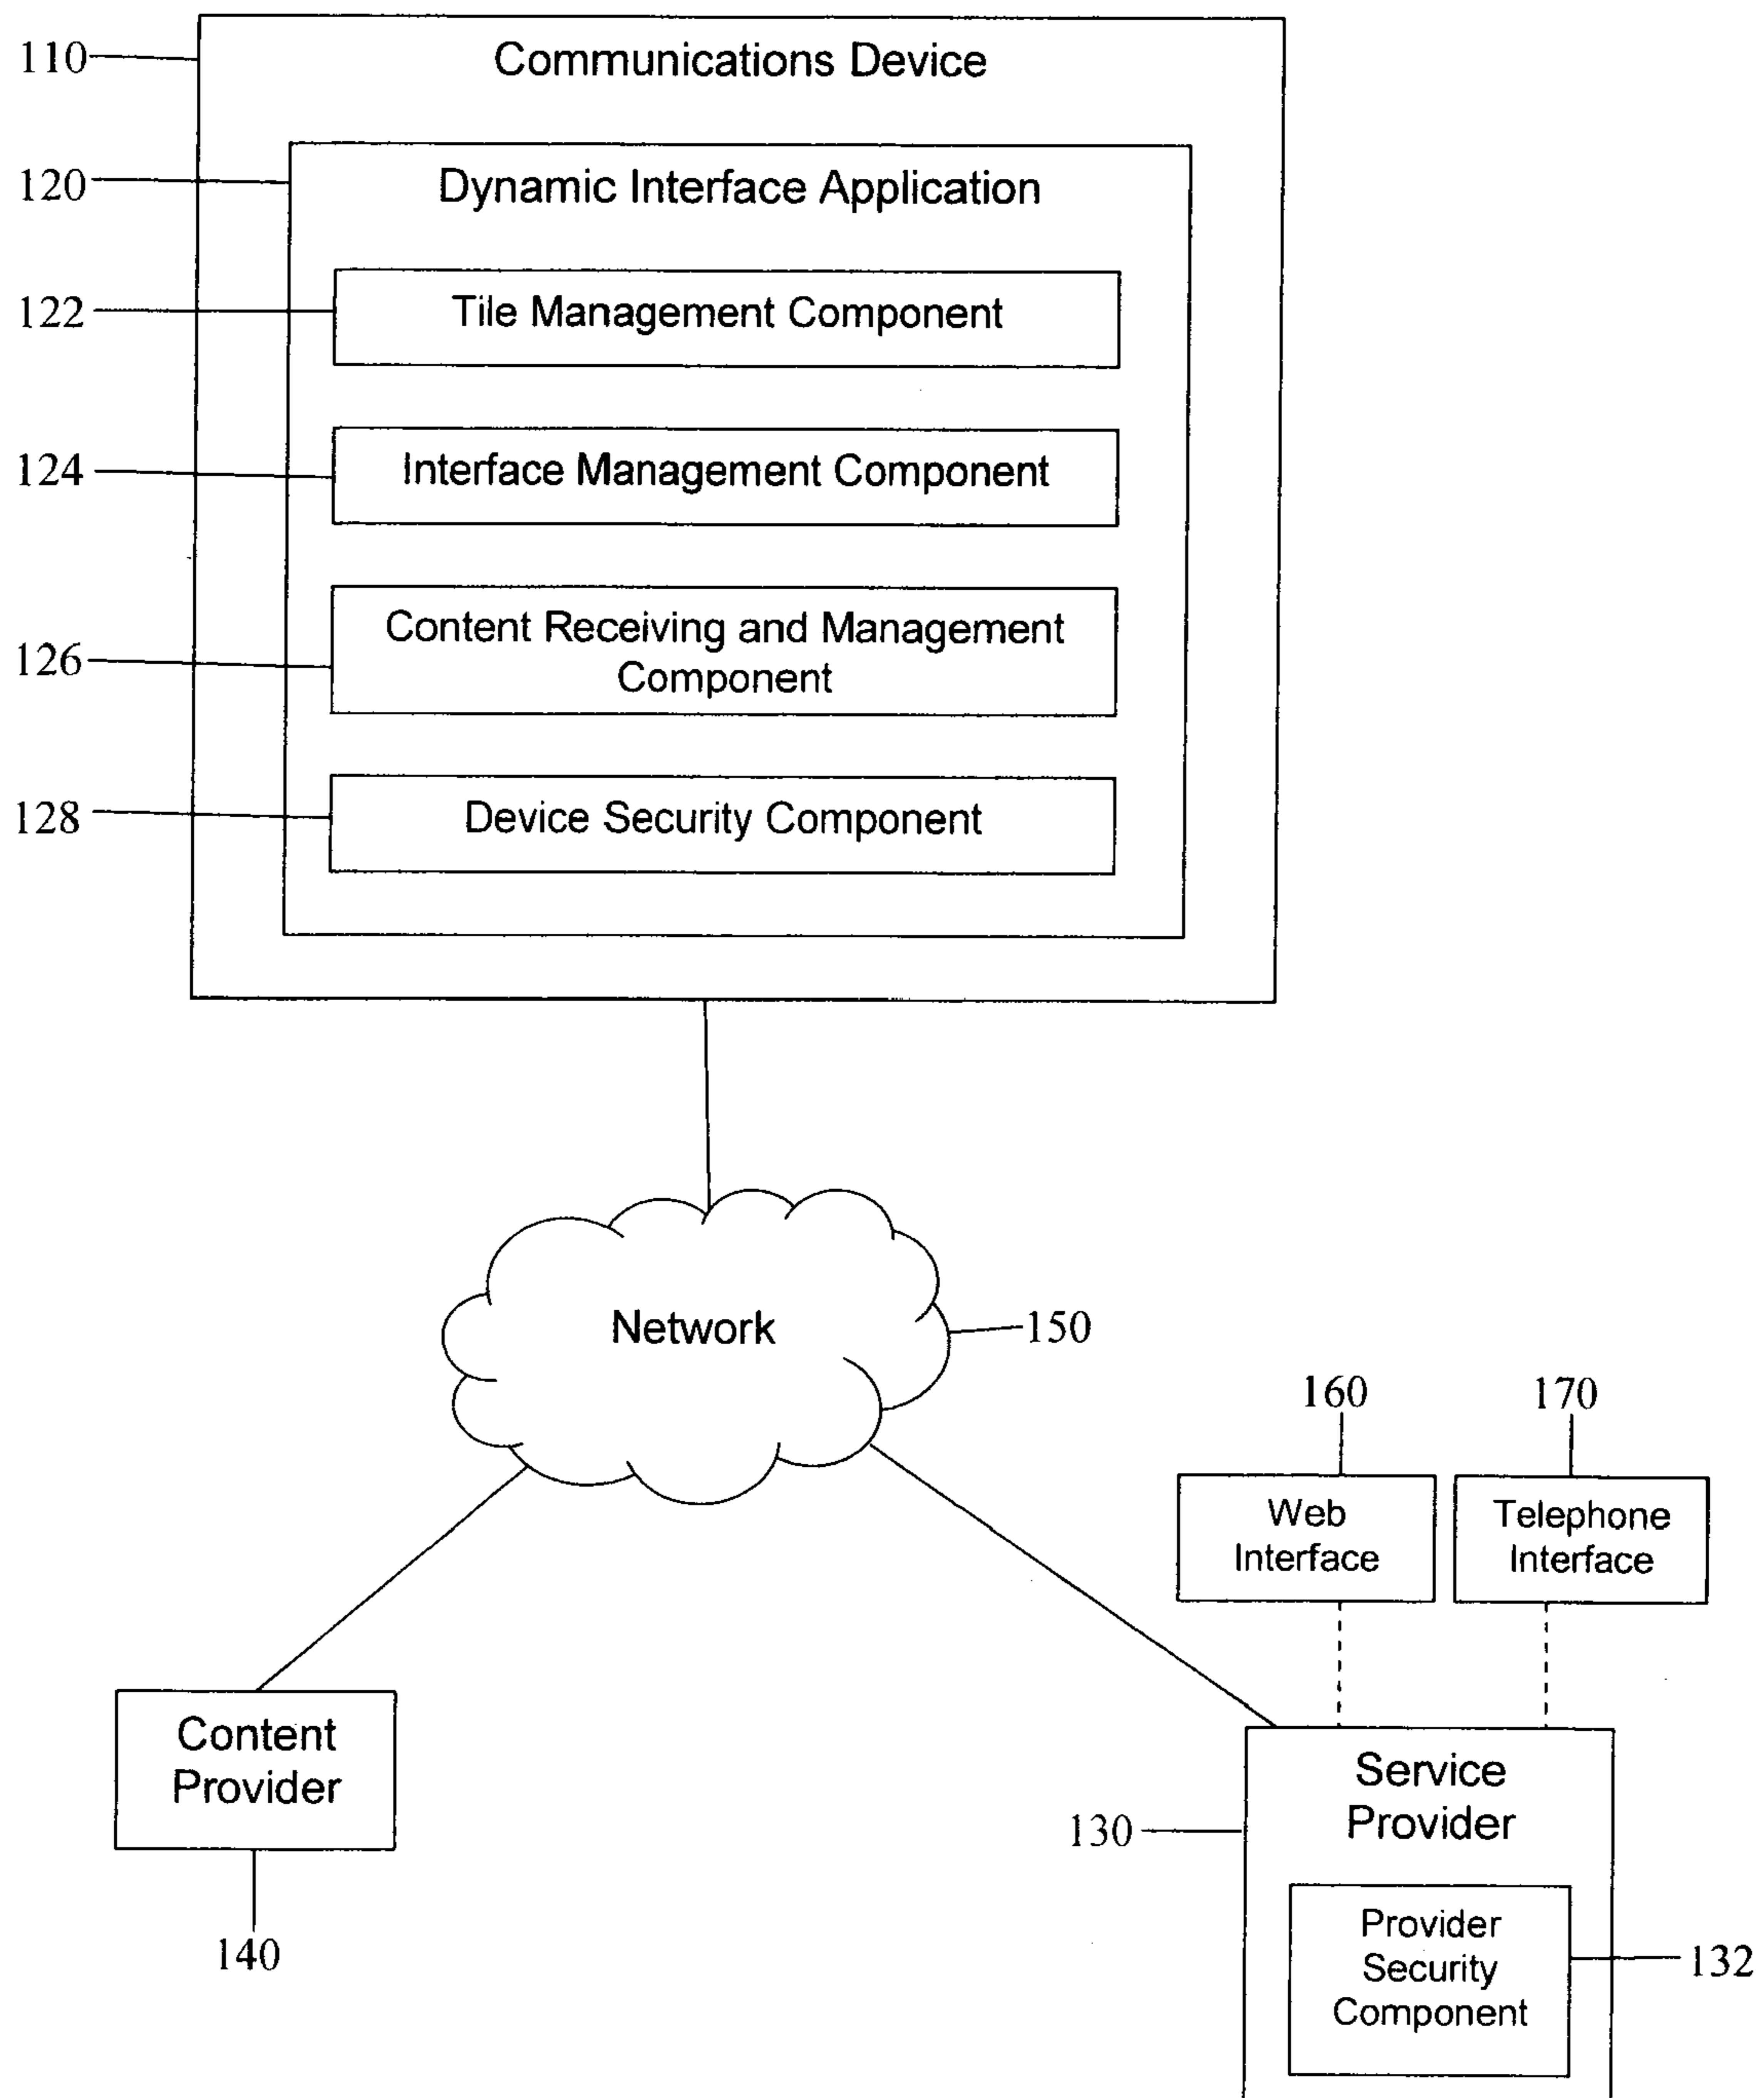 110
Communications Device
120
Dynamic Interface Application
122
Tile Management Component
124
Interface Management Component
126
Content Receiving and Management
Component
128
Device Security Component
Network
150
160
170
Web
Interface
Telephone
Interface
Content
Provider
140
130
Service
Provider
Provider
Security
Component
132